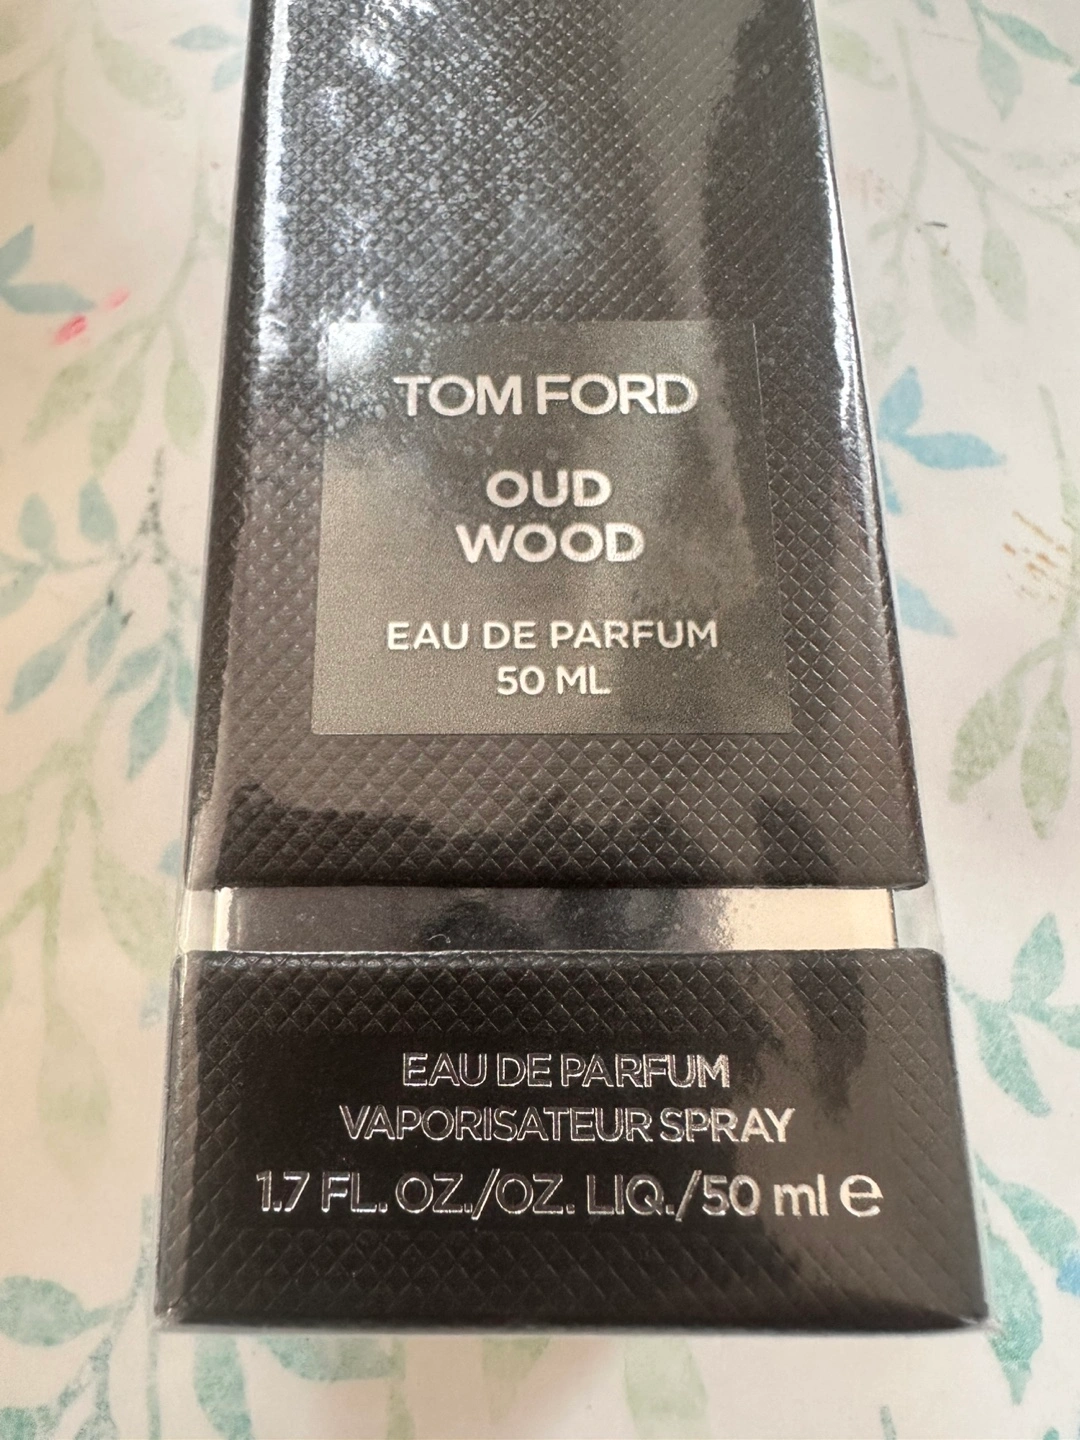 TOM FORD
OUD
WOOD
EAU DE PARFUM
50 ML
EAU DE PARFUM
VAPORISATEUR SPRAY
1.7 FL. OZ./OZ. LIQ./50 ml e